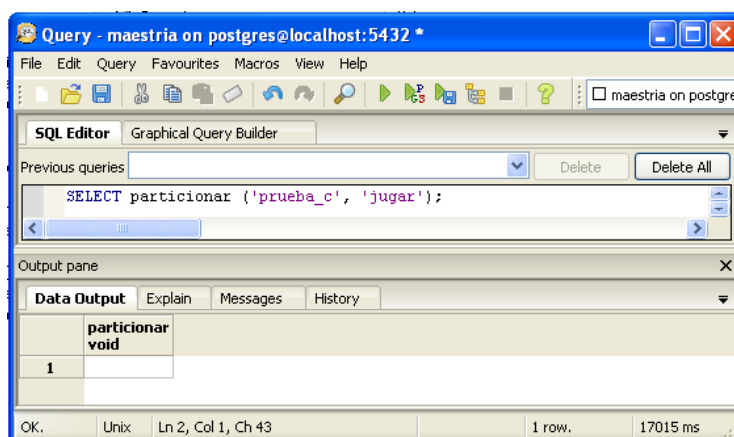 Query - maestria on postgres@localhost:5432 *
File Edit Query Favourites Macros View Help
maestria on postgre
SQL Editor Graphical Query Builder
Previous queries Delete Delete All
SELECT particionar ('prueba_c', 'jugar');
Output pane
Data Output Explain Messages History
particionar
void
1
OK. Unix Ln 2, Col 1, Ch 43 1 row. 17015 ms